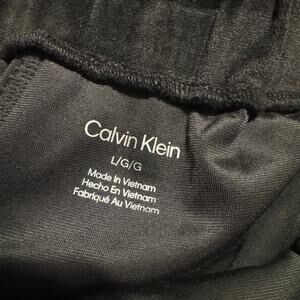 Calvin Klein
L/G/G
Made In Vietnam
Hecho En Vietnam
Fabriqué Au Vietnam